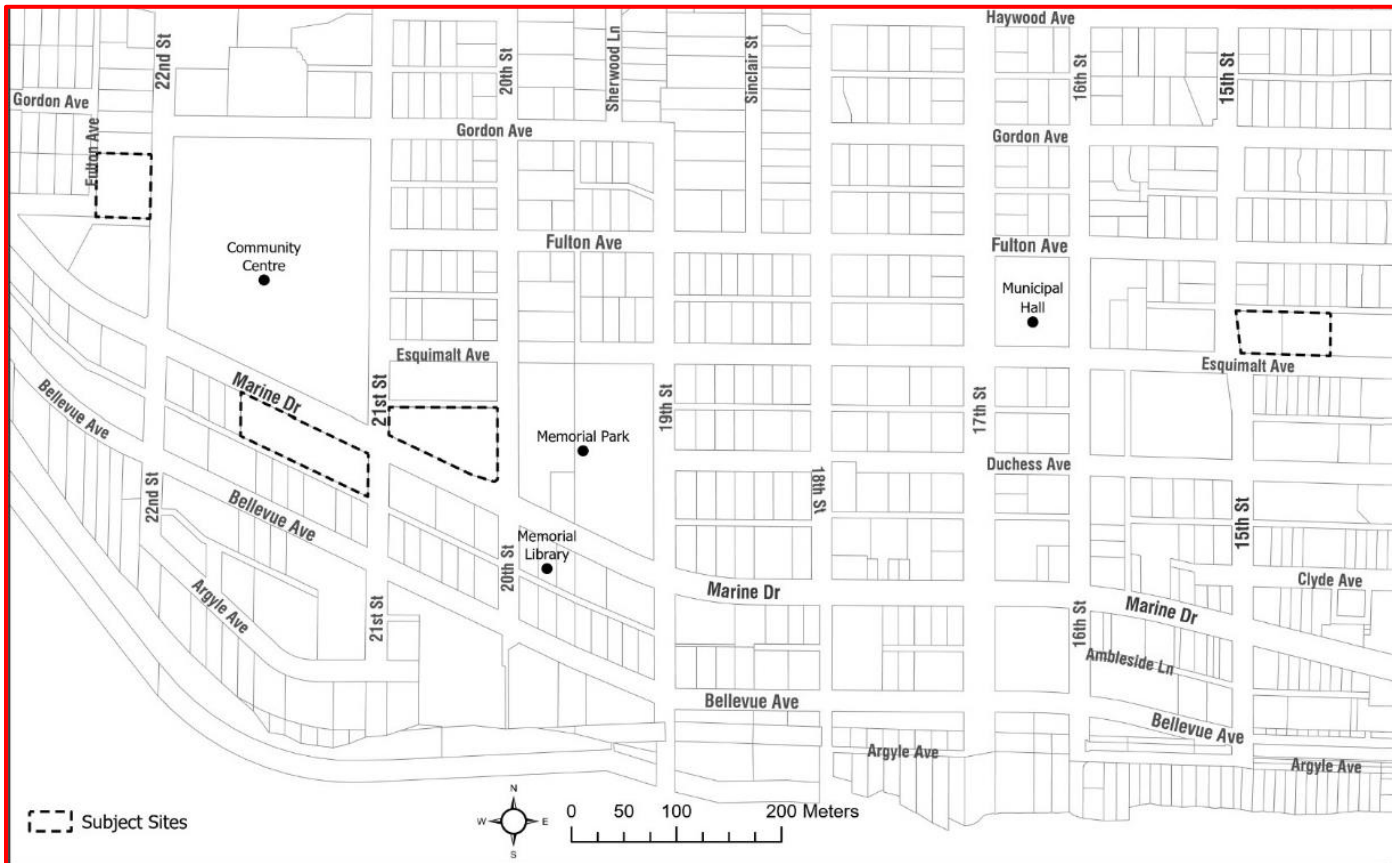 Haywood Ave
22nd St
20th St
Sherwood Ln
Sinclair St
16th St
15th St
Gordon Ave
Fulton Ave
Gordon Ave
Gordon Ave
Fulton Ave
Fulton Ave
Community
Centre
Municipal
Hall
Esquimalt Ave
Esquimalt Ave
Marine Dr
21st St
Bellevue Ave
19th St
17th St
Memorial Park
Duchess Ave
22nd St
Bellevue Ave
18th St
15th St
Memorial
Library
20th St
Marine Dr
Clyde Ave
Argyle Ave
21st St
16th St
Marine Dr
Ambleside Ln
Bellevue Ave
Bellevue Ave
Argyle Ave
Argyle Ave
Subject Sites
N
W
E
S
0 50 100 200 Meters